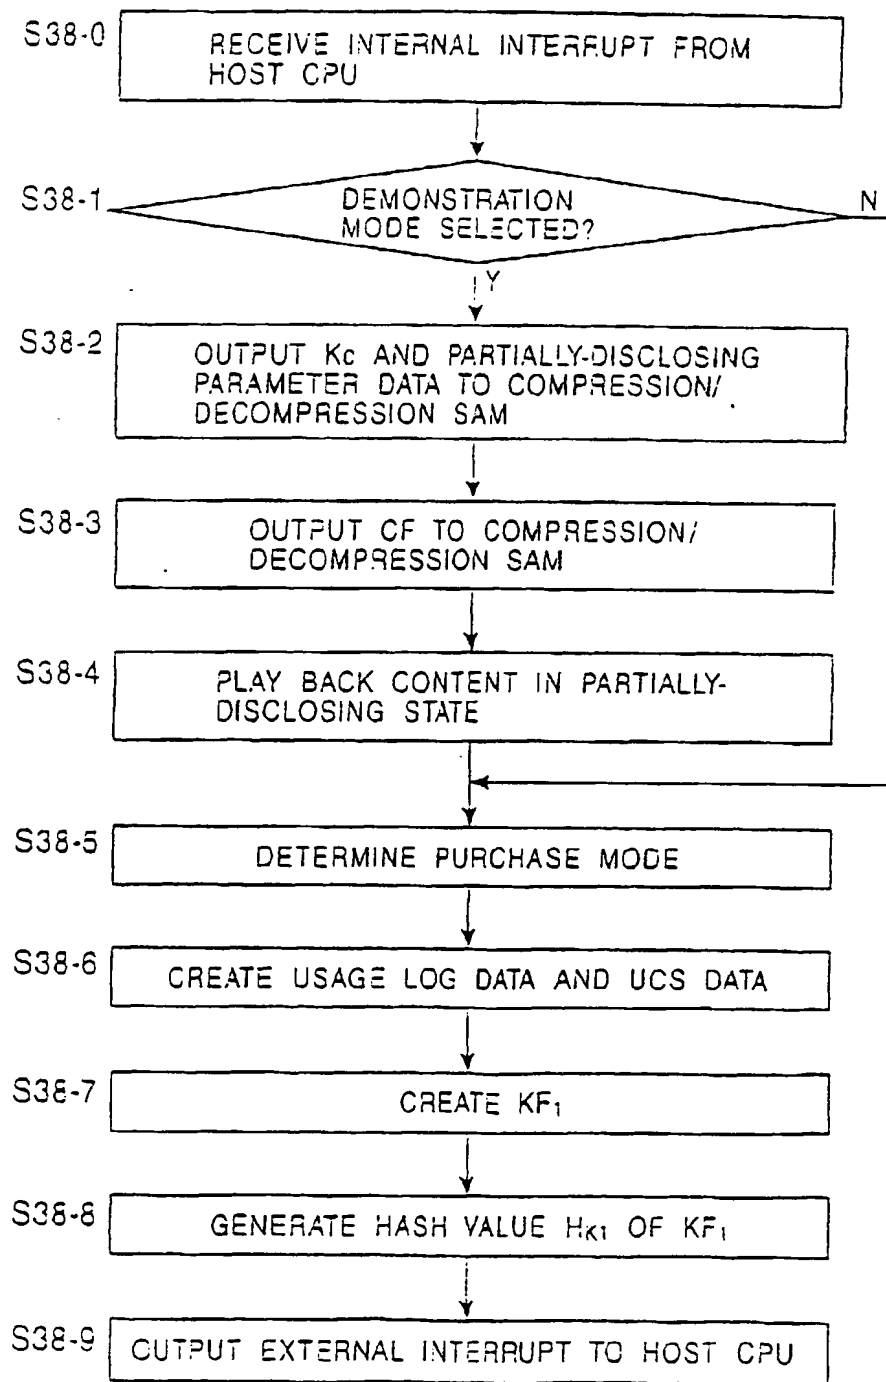 S38-0
RECEIVE INTERNAL INTERRUPT FROM
HOST CPU
S38-1
DEMONSTRATION
MODE SELECTED?
N
Y
S38-2
OUTPUT Kc AND PARTIALLY-DISCLOSING
PARAMETER DATA TO COMPRESSION/
DECOMPRESSION SAM
S38-3
OUTPUT CF TO COMPRESSION/
DECOMPRESSION SAM
S38-4
PLAY BACK CONTENT IN PARTIALLY-
DISCLOSING STATE
S38-5
DETERMINE PURCHASE MODE
S38-6
CREATE USAGE LOG DATA AND UCS DATA
S38-7
CREATE KF₁
S38-8
GENERATE HASH VALUE HK1 OF KF₁
S38-9
OUTPUT EXTERNAL INTERRUPT TO HOST CPU